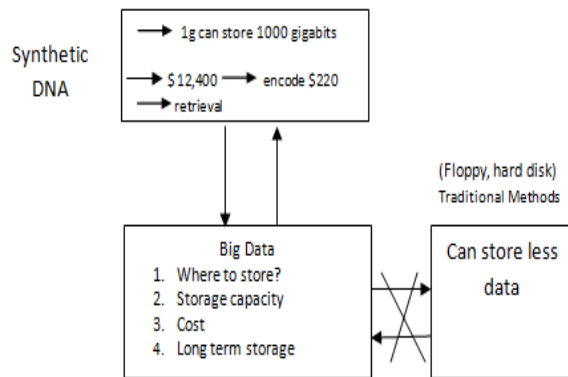 Synthetic
DNA
1g can store 1000 gigabits
$12,400 encode $220
retrieval
(Floppy, hard disk)
Traditional Methods
Big Data
1. Where to store?
2. Storage capacity
3. Cost
4. Long term storage
Can store less
data